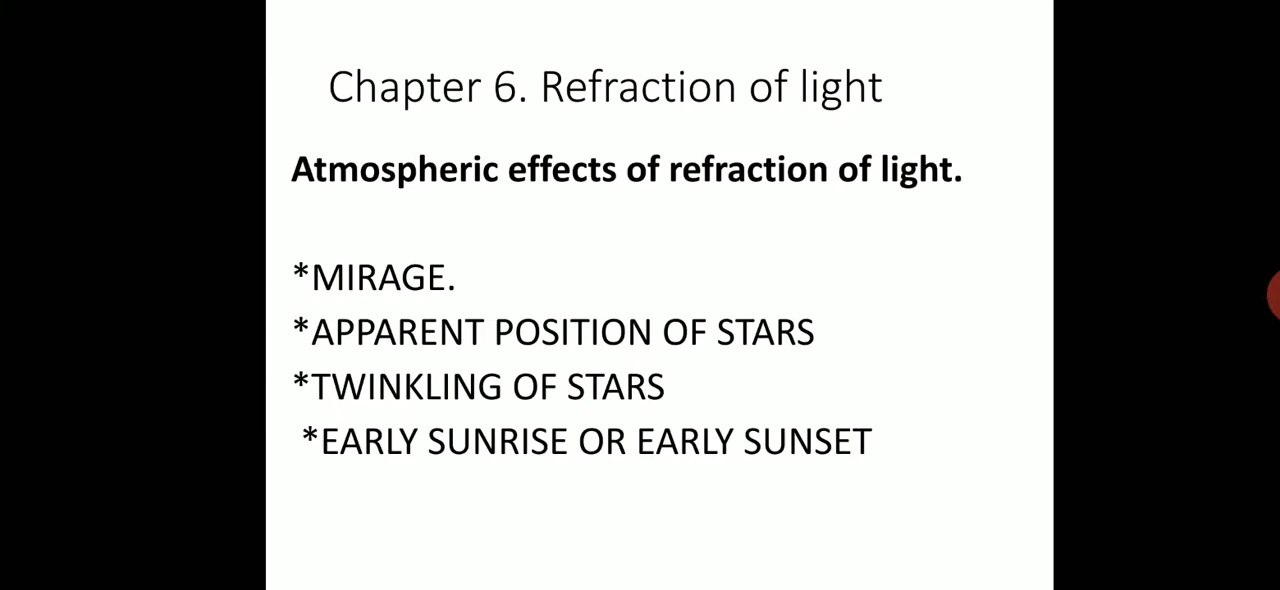 Chapter 6. Refraction of light
Atmospheric effects of refraction of light.
*MIRAGE.
*APPARENT POSITION OF STARS
*TWINKLING OF STARS
*EARLY SUNRISE OR EARLY SUNSET